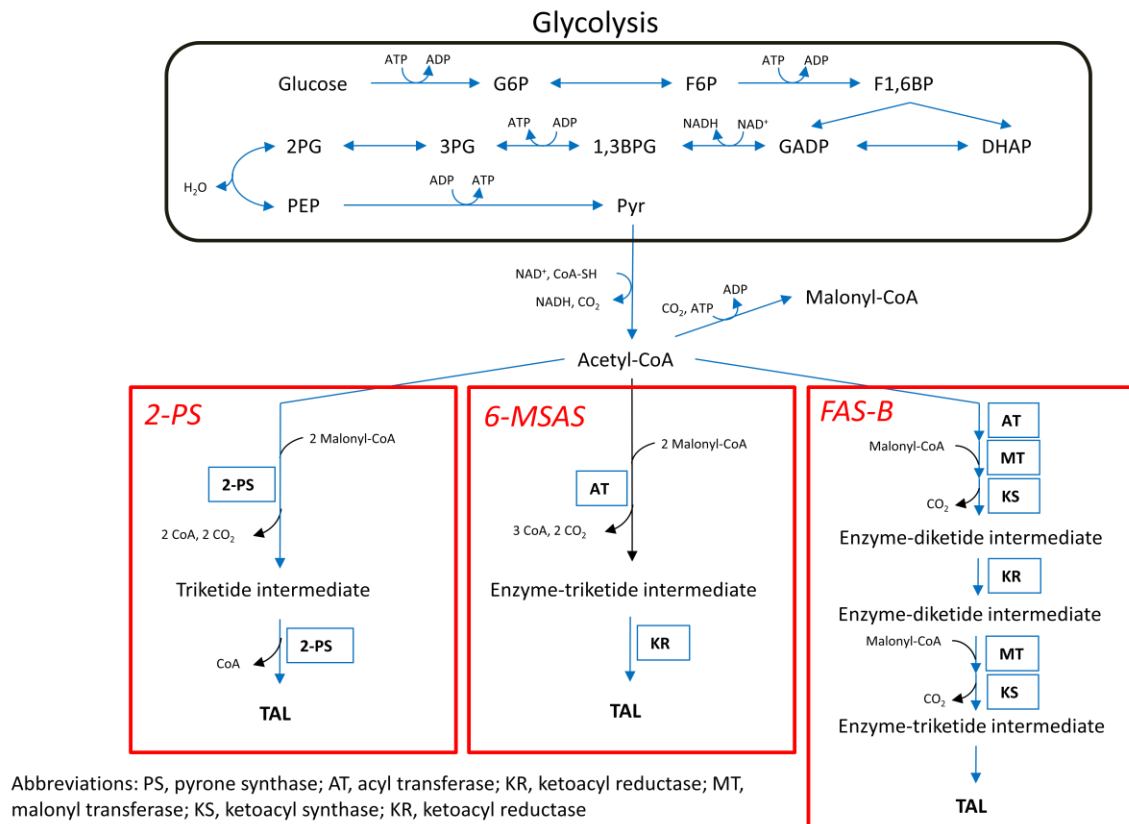 Glycolysis
ATP ADP ATP ADP
Glucose G6P F6P F1,6BP
ATP ADP NADH NAD⁺
2PG 3PG 1,3BPG GADP DHAP
H₂O ADP ATP
PEP Pyr
NAD⁺, CoA-SH
NADH, CO₂
CO₂, ATP ADP
Malonyl-CoA
Acetyl-CoA
2-PS
2 Malonyl-CoA
2-PS
2 CoA, 2 CO₂
Triketide intermediate
2-PS
CoA
TAL
6-MSAS
2 Malonyl-CoA
AT
3 CoA, 2 CO₂
Enzyme-triketide intermediate
KR
TAL
FAS-B
AT
Malonyl-CoA
MT
KS
CO₂
Enzyme-diketide intermediate
KR
Enzyme-diketide intermediate
Malonyl-CoA
MT
KS
CO₂
Enzyme-triketide intermediate
TAL
Abbreviations: PS, pyrone synthase; AT, acyl transferase; KR, ketoacyl reductase; MT,
malonyl transferase; KS, ketoacyl synthase; KR, ketoacyl reductase